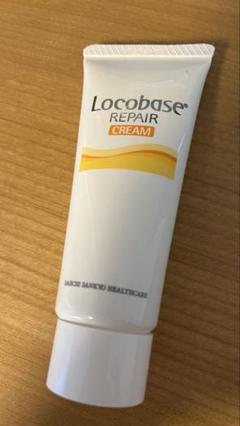 Locobase®
REPAIR
CREAM
DAIICHI SANKYO HEALTHCARE